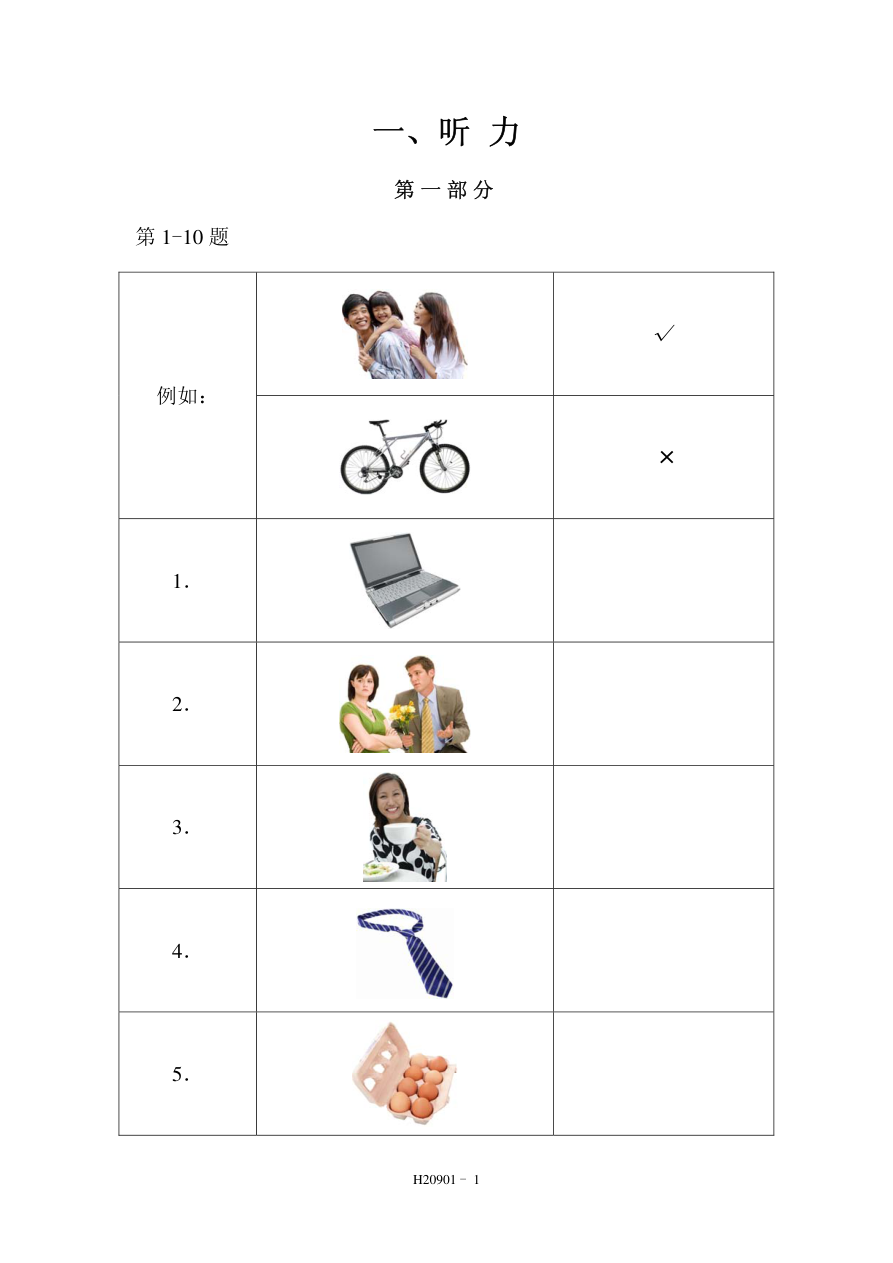 一、听 力
第 一 部 分
第 1-10 题
例如:
√
×
1.
2.
3.
4.
5.
H20901 - 1